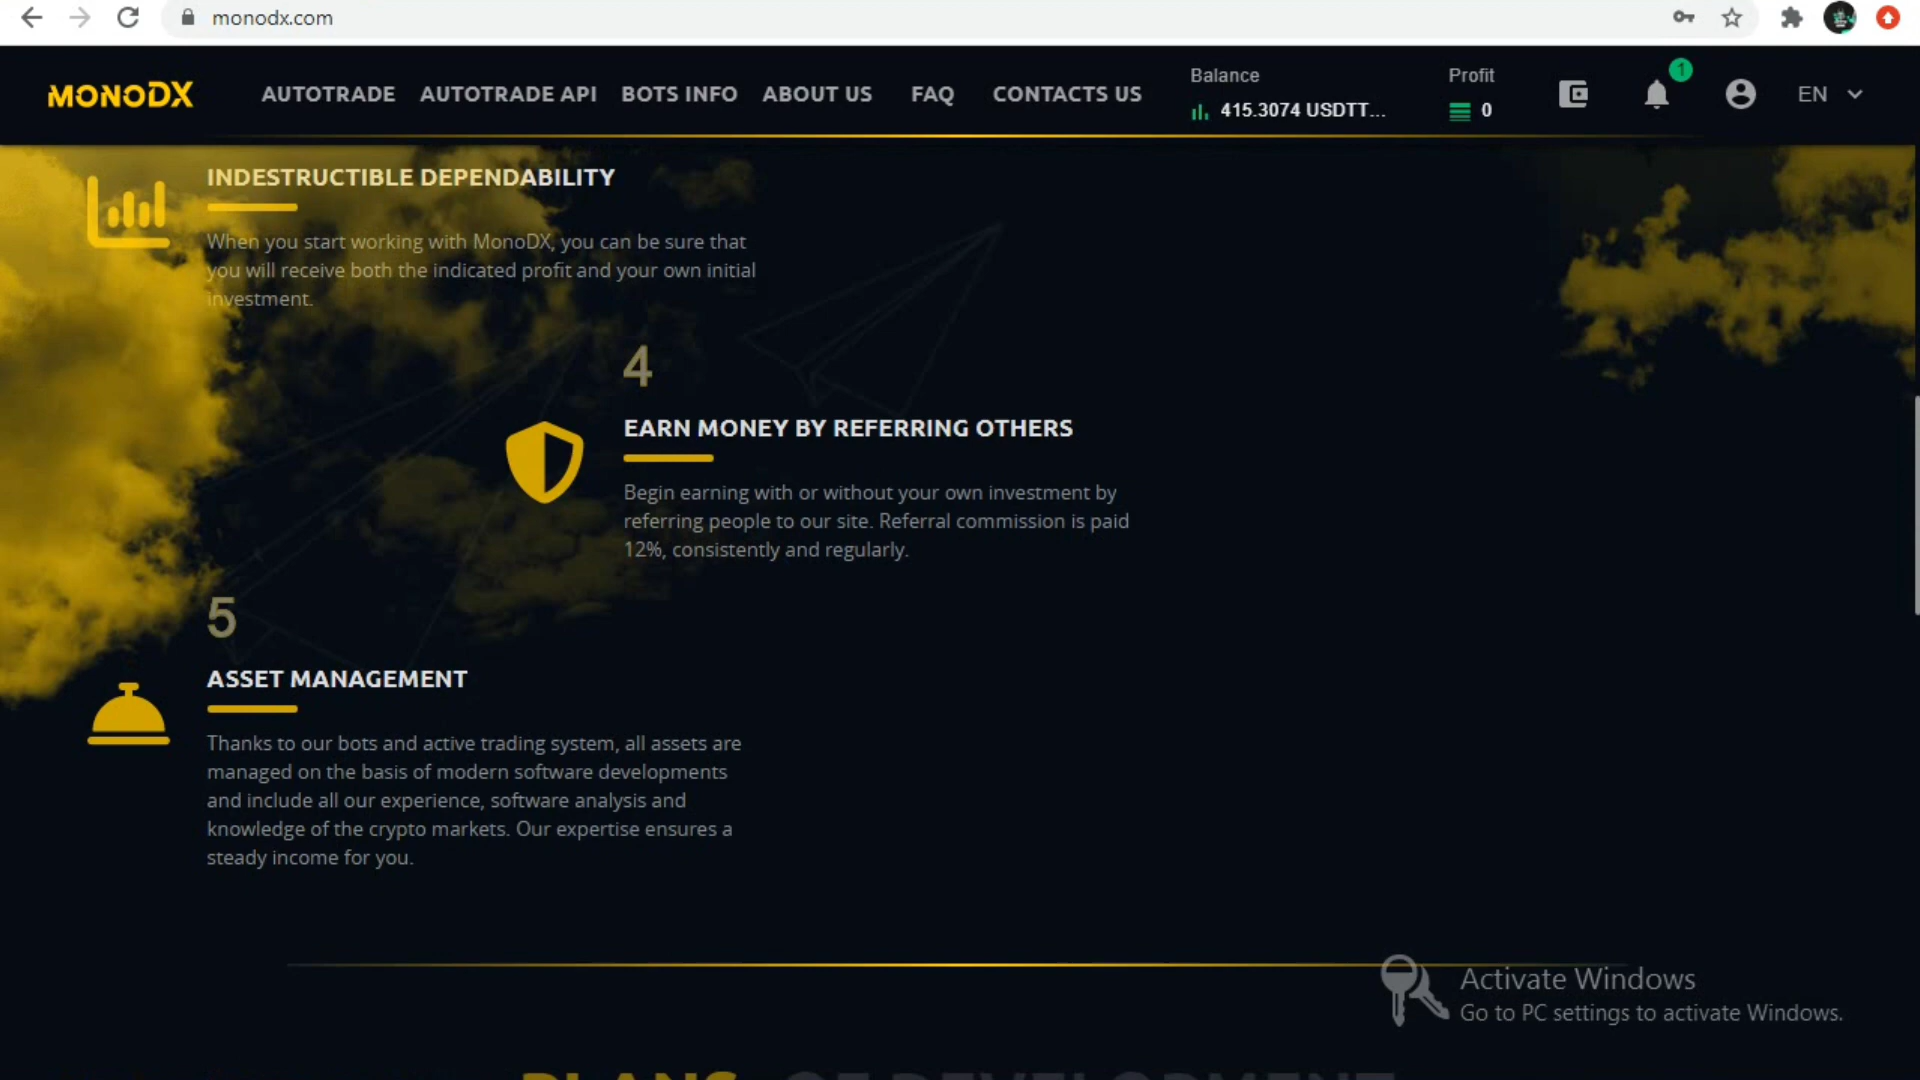 monodx.com
MONODX
AUTOTRADE
AUTOTRADE API
BOTS INFO
ABOUT US
FAQ
CONTACTS US
Balance
415.3074 USDTT...
Profit
0
1
EN
INDESTRUCTIBLE DEPENDABILITY
When you start working with MonoDX, you can be sure that
you will receive both the indicated profit and your own initial
investment.
4
EARN MONEY BY REFERRING OTHERS
Begin earning with or without your own investment by
referring people to our site. Referral commission is paid
12%, consistently and regularly.
5
ASSET MANAGEMENT
Thanks to our bots and active trading system, all assets are
managed on the basis of modern software developments
and include all our experience, software analysis and
knowledge of the crypto markets. Our expertise ensures a
steady income for you.
Activate Windows
Go to PC settings to activate Windows.
PLANS OF DEVELOPMENT